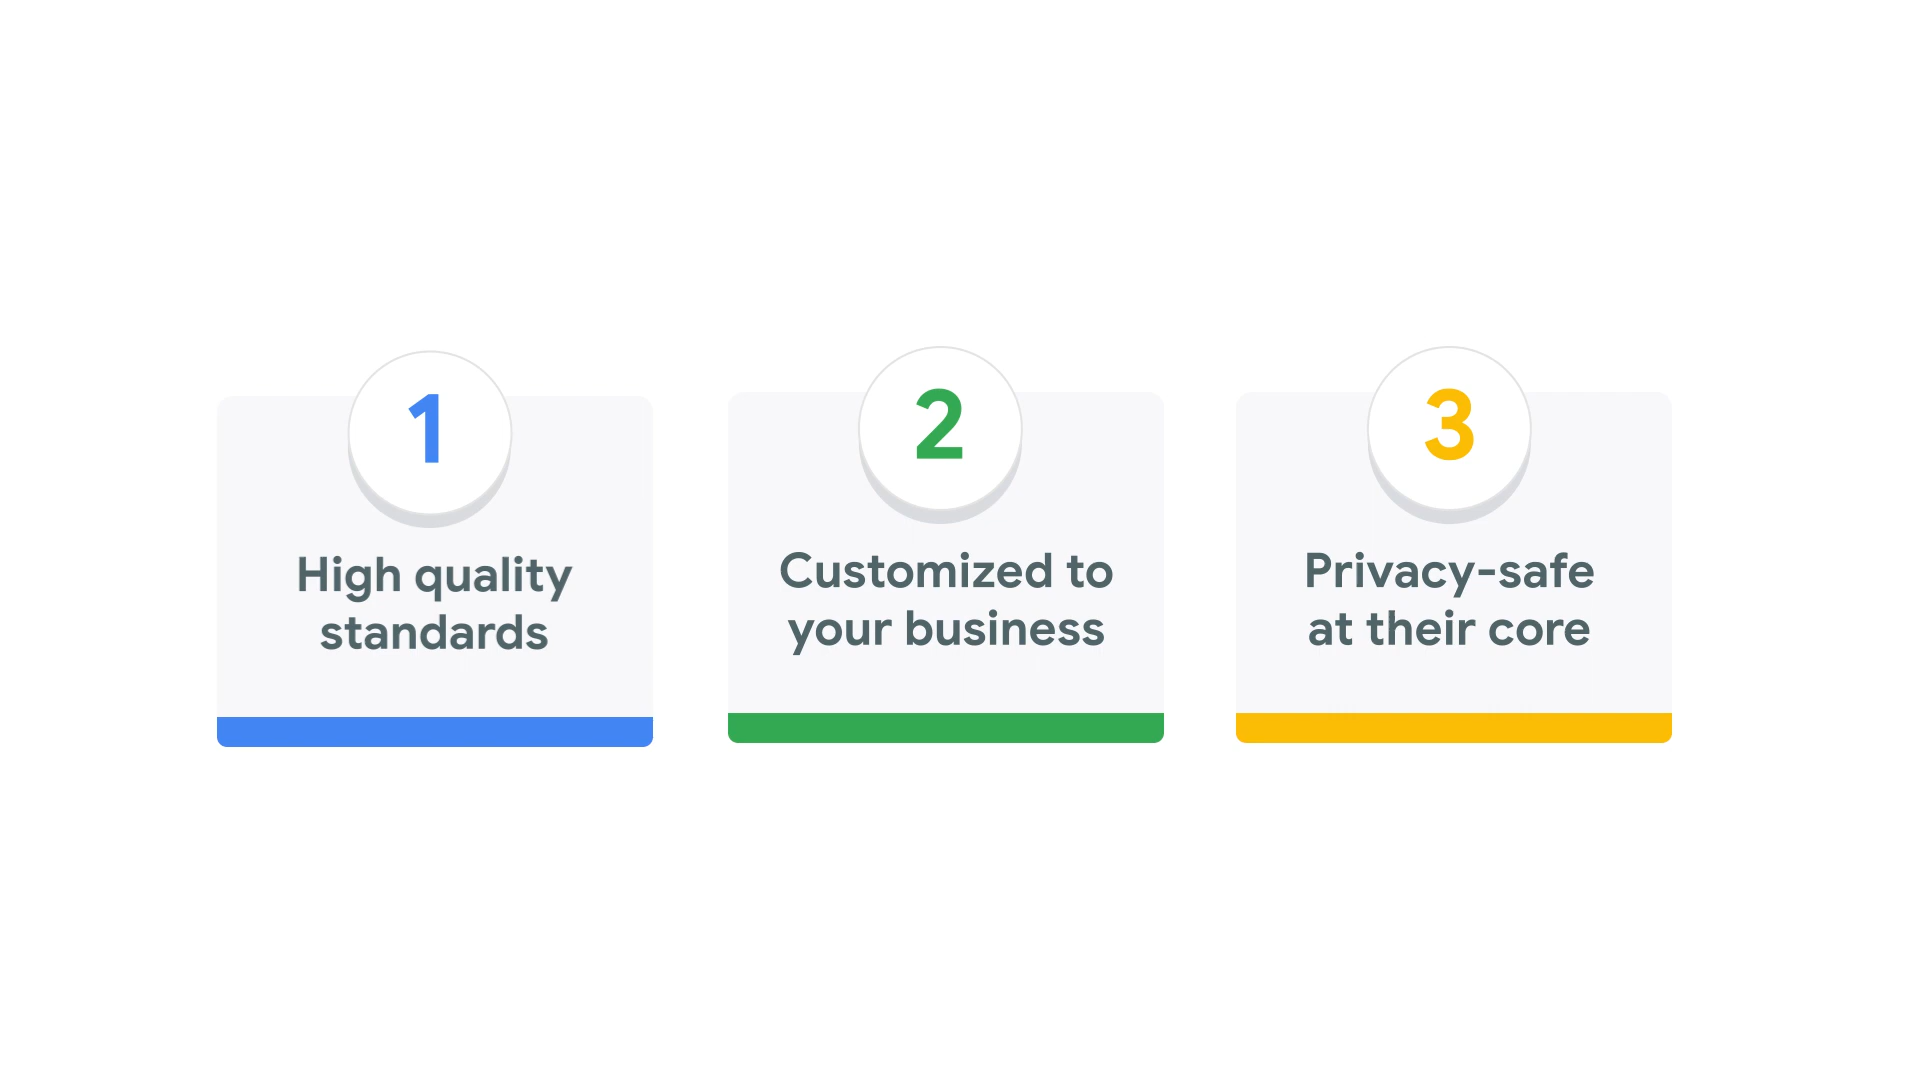 1
High quality
standards
2
Customized to
your business
3
Privacy-safe
at their core